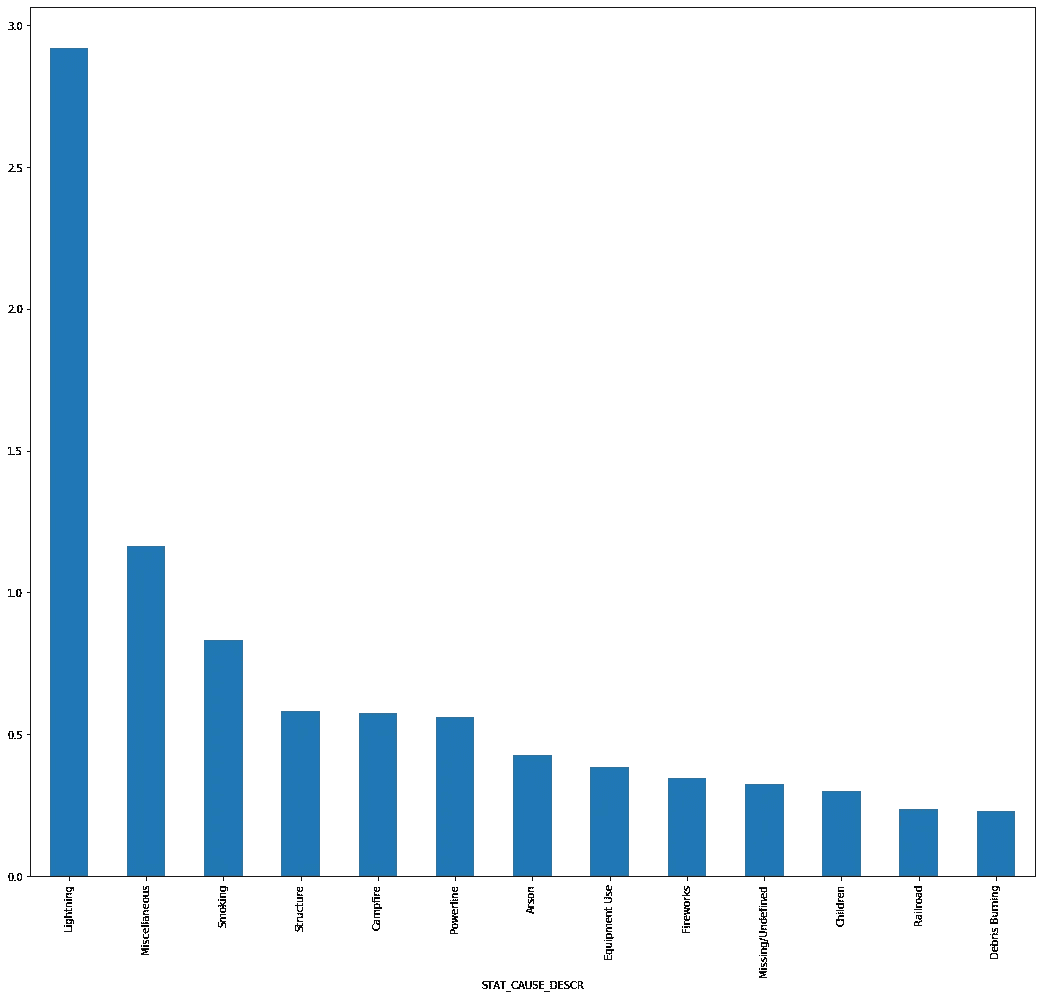 3.0
2.5
2.0
1.5
1.0
0.5
0.0
Lightning
Miscellaneous
Smoking
Structure
Campfire
Powerline
Arson
Equipment Use
Fireworks
Missing/Undefined
Children
Railroad
Debris Burning
STAT_CAUSE_DESCR